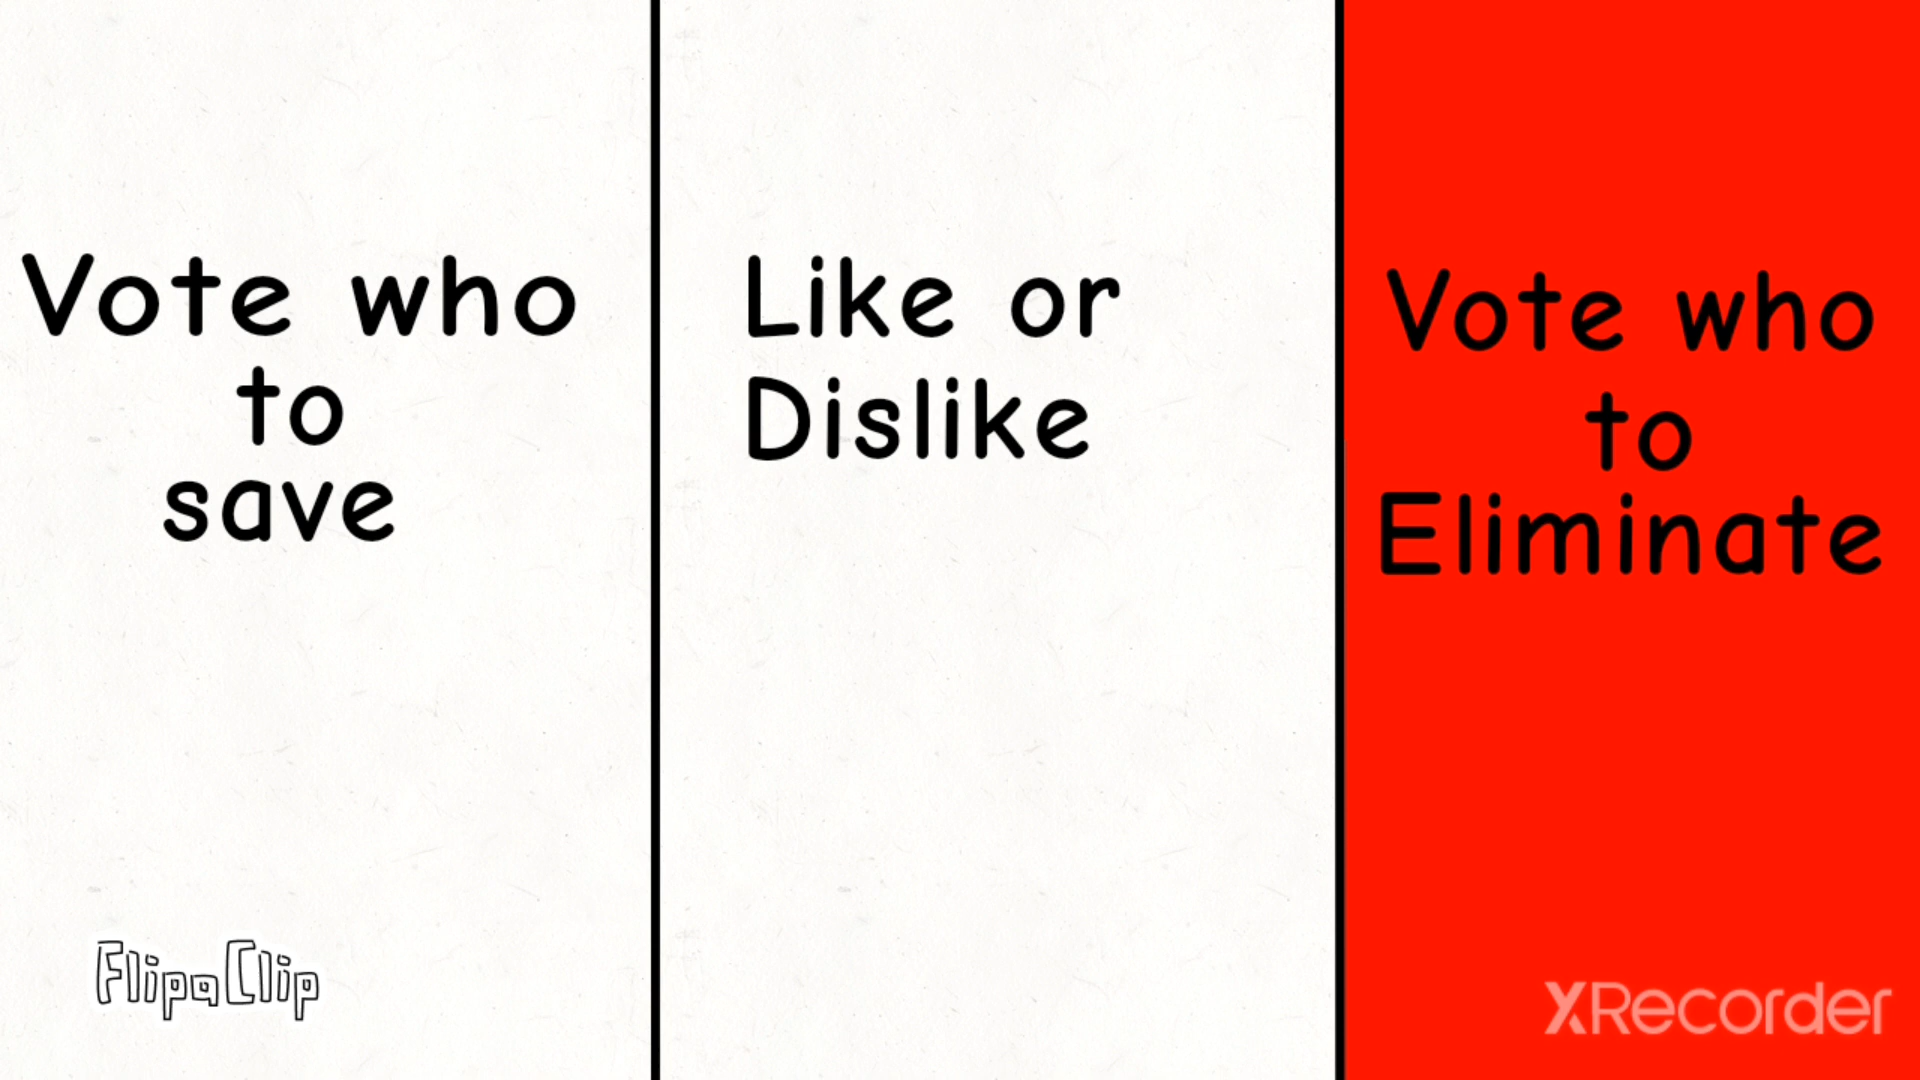 Vote who
to
save
Like or
Dislike
Vote who
to
Eliminate
FlipaClip
XRecorder